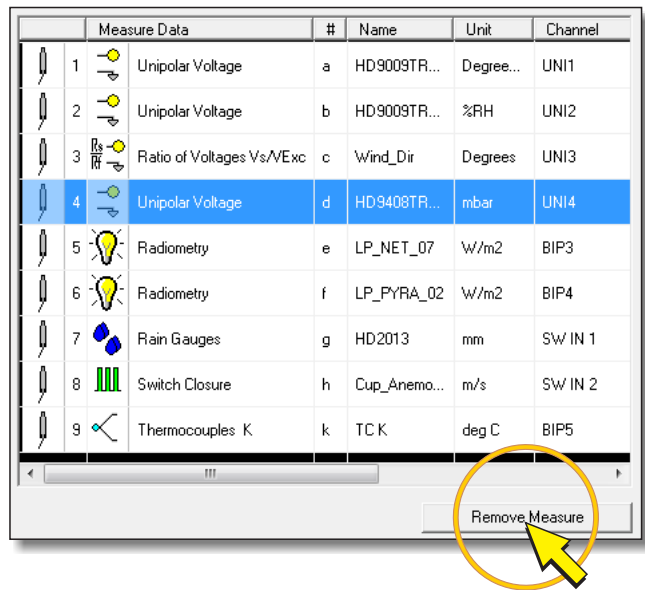 Measure Data # Name Unit Channel
1 Unipolar Voltage a HD9009TR... Degree... UNI1
2 Unipolar Voltage b HD9009TR... %RH UNI2
3 Rs Rf Ratio of Voltages Vs/VExc c Wind_Dir Degrees UNI3
4 Unipolar Voltage d HD9408TR... mbar UNI4
5 Radiometry e LP_NET_07 W/m2 BIP3
6 Radiometry f LP_PYRA_02 W/m2 BIP4
7 Rain Gauges g HD2013 mm SW IN 1
8 Switch Closure h Cup_Anemo... m/s SW IN 2
9 Thermocouples K k TC K deg C BIP5
Remove Measure